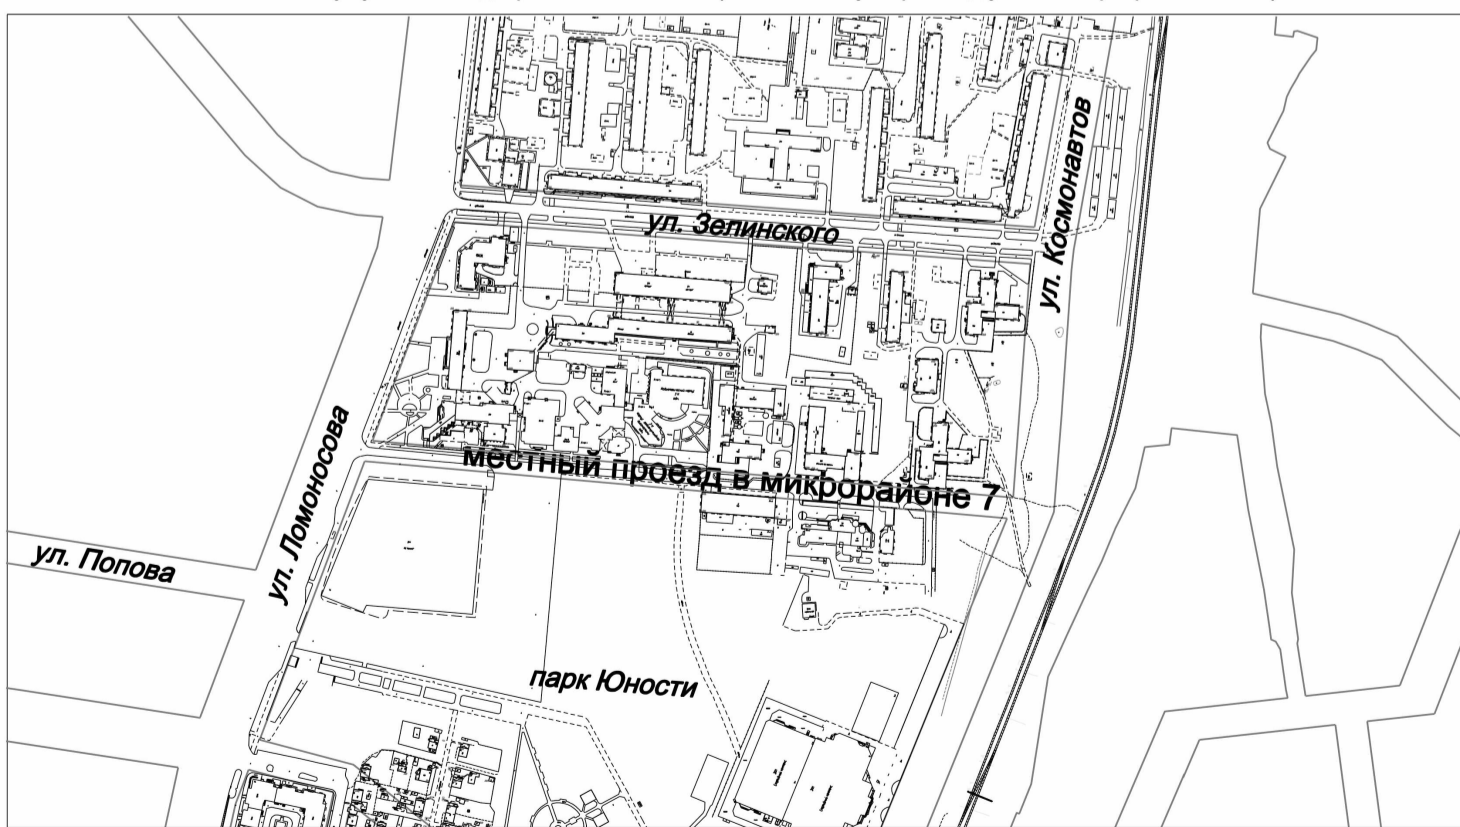 ул. Космонавтов
ул. Зелинского
местный проезд в микрорайоне 7
ул. Ломоносова
ул. Попова
парк Юности